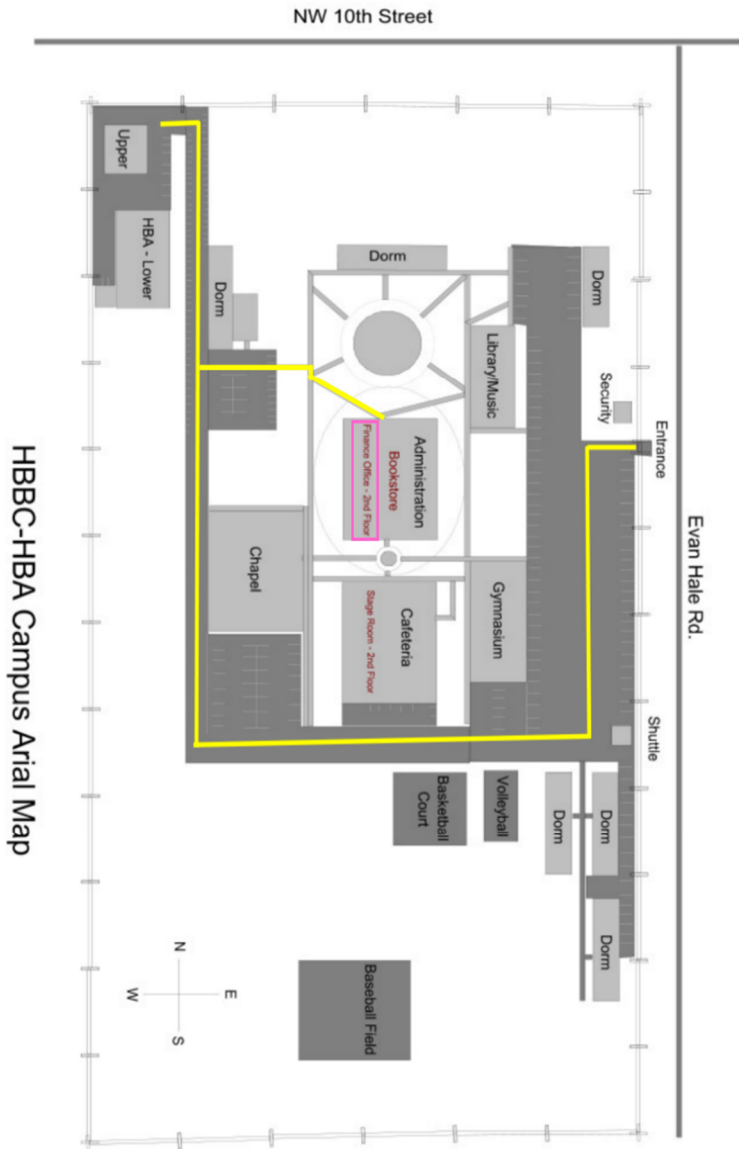 NW 10th Street
Upper
HBA - Lower
Dorm
Dorm
Dorm
Library/Music
Security
Entrance
Evan Hale Rd.
Administration
Bookstore
Finance Office - 2nd Floor
Chapel
Cafeteria
Stage Room - 2nd Floor
Gymnasium
Shuttle
Basketball
Court
Volleyball
Dorm
Dorm
Dorm
Baseball Field
N
W
E
S
HBBC-HBA Campus Arial Map